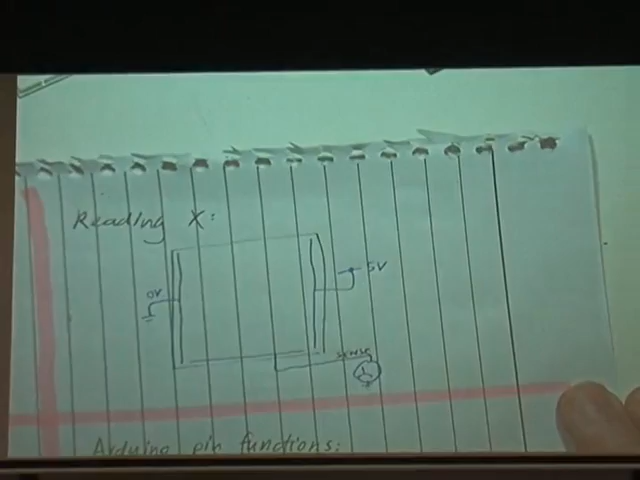 Reading X:
5V
0V
SENSE
Arduino pin functions: